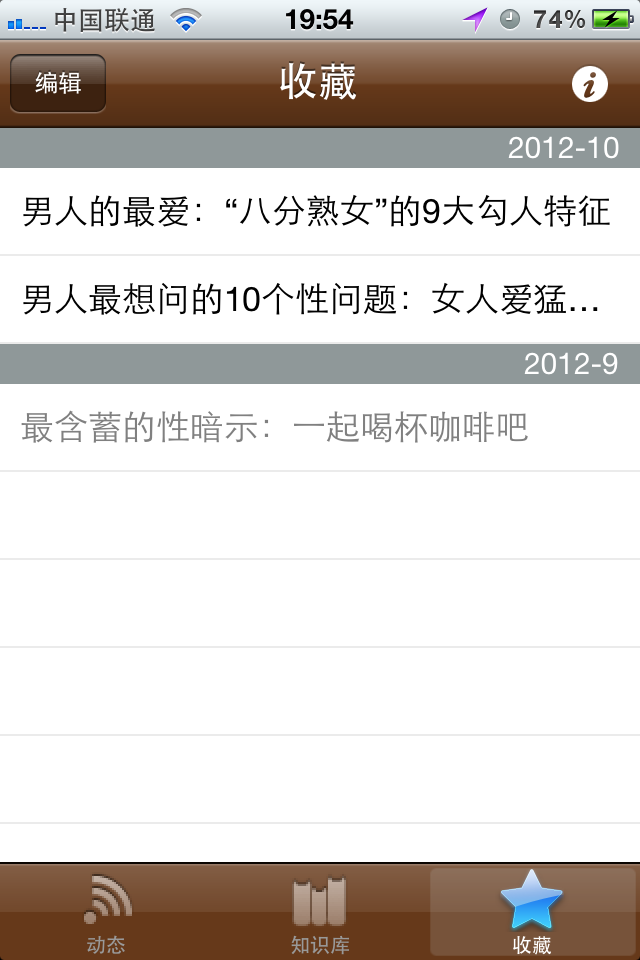 中国联通 19:54 74%
编辑 收藏
2012-10
男人的最爱：“八分熟女”的9大勾人特征
男人最想问的10个性问题：女人爱猛...
2012-9
最含蓄的性暗示：一起喝杯咖啡吧
动态 知识库 收藏